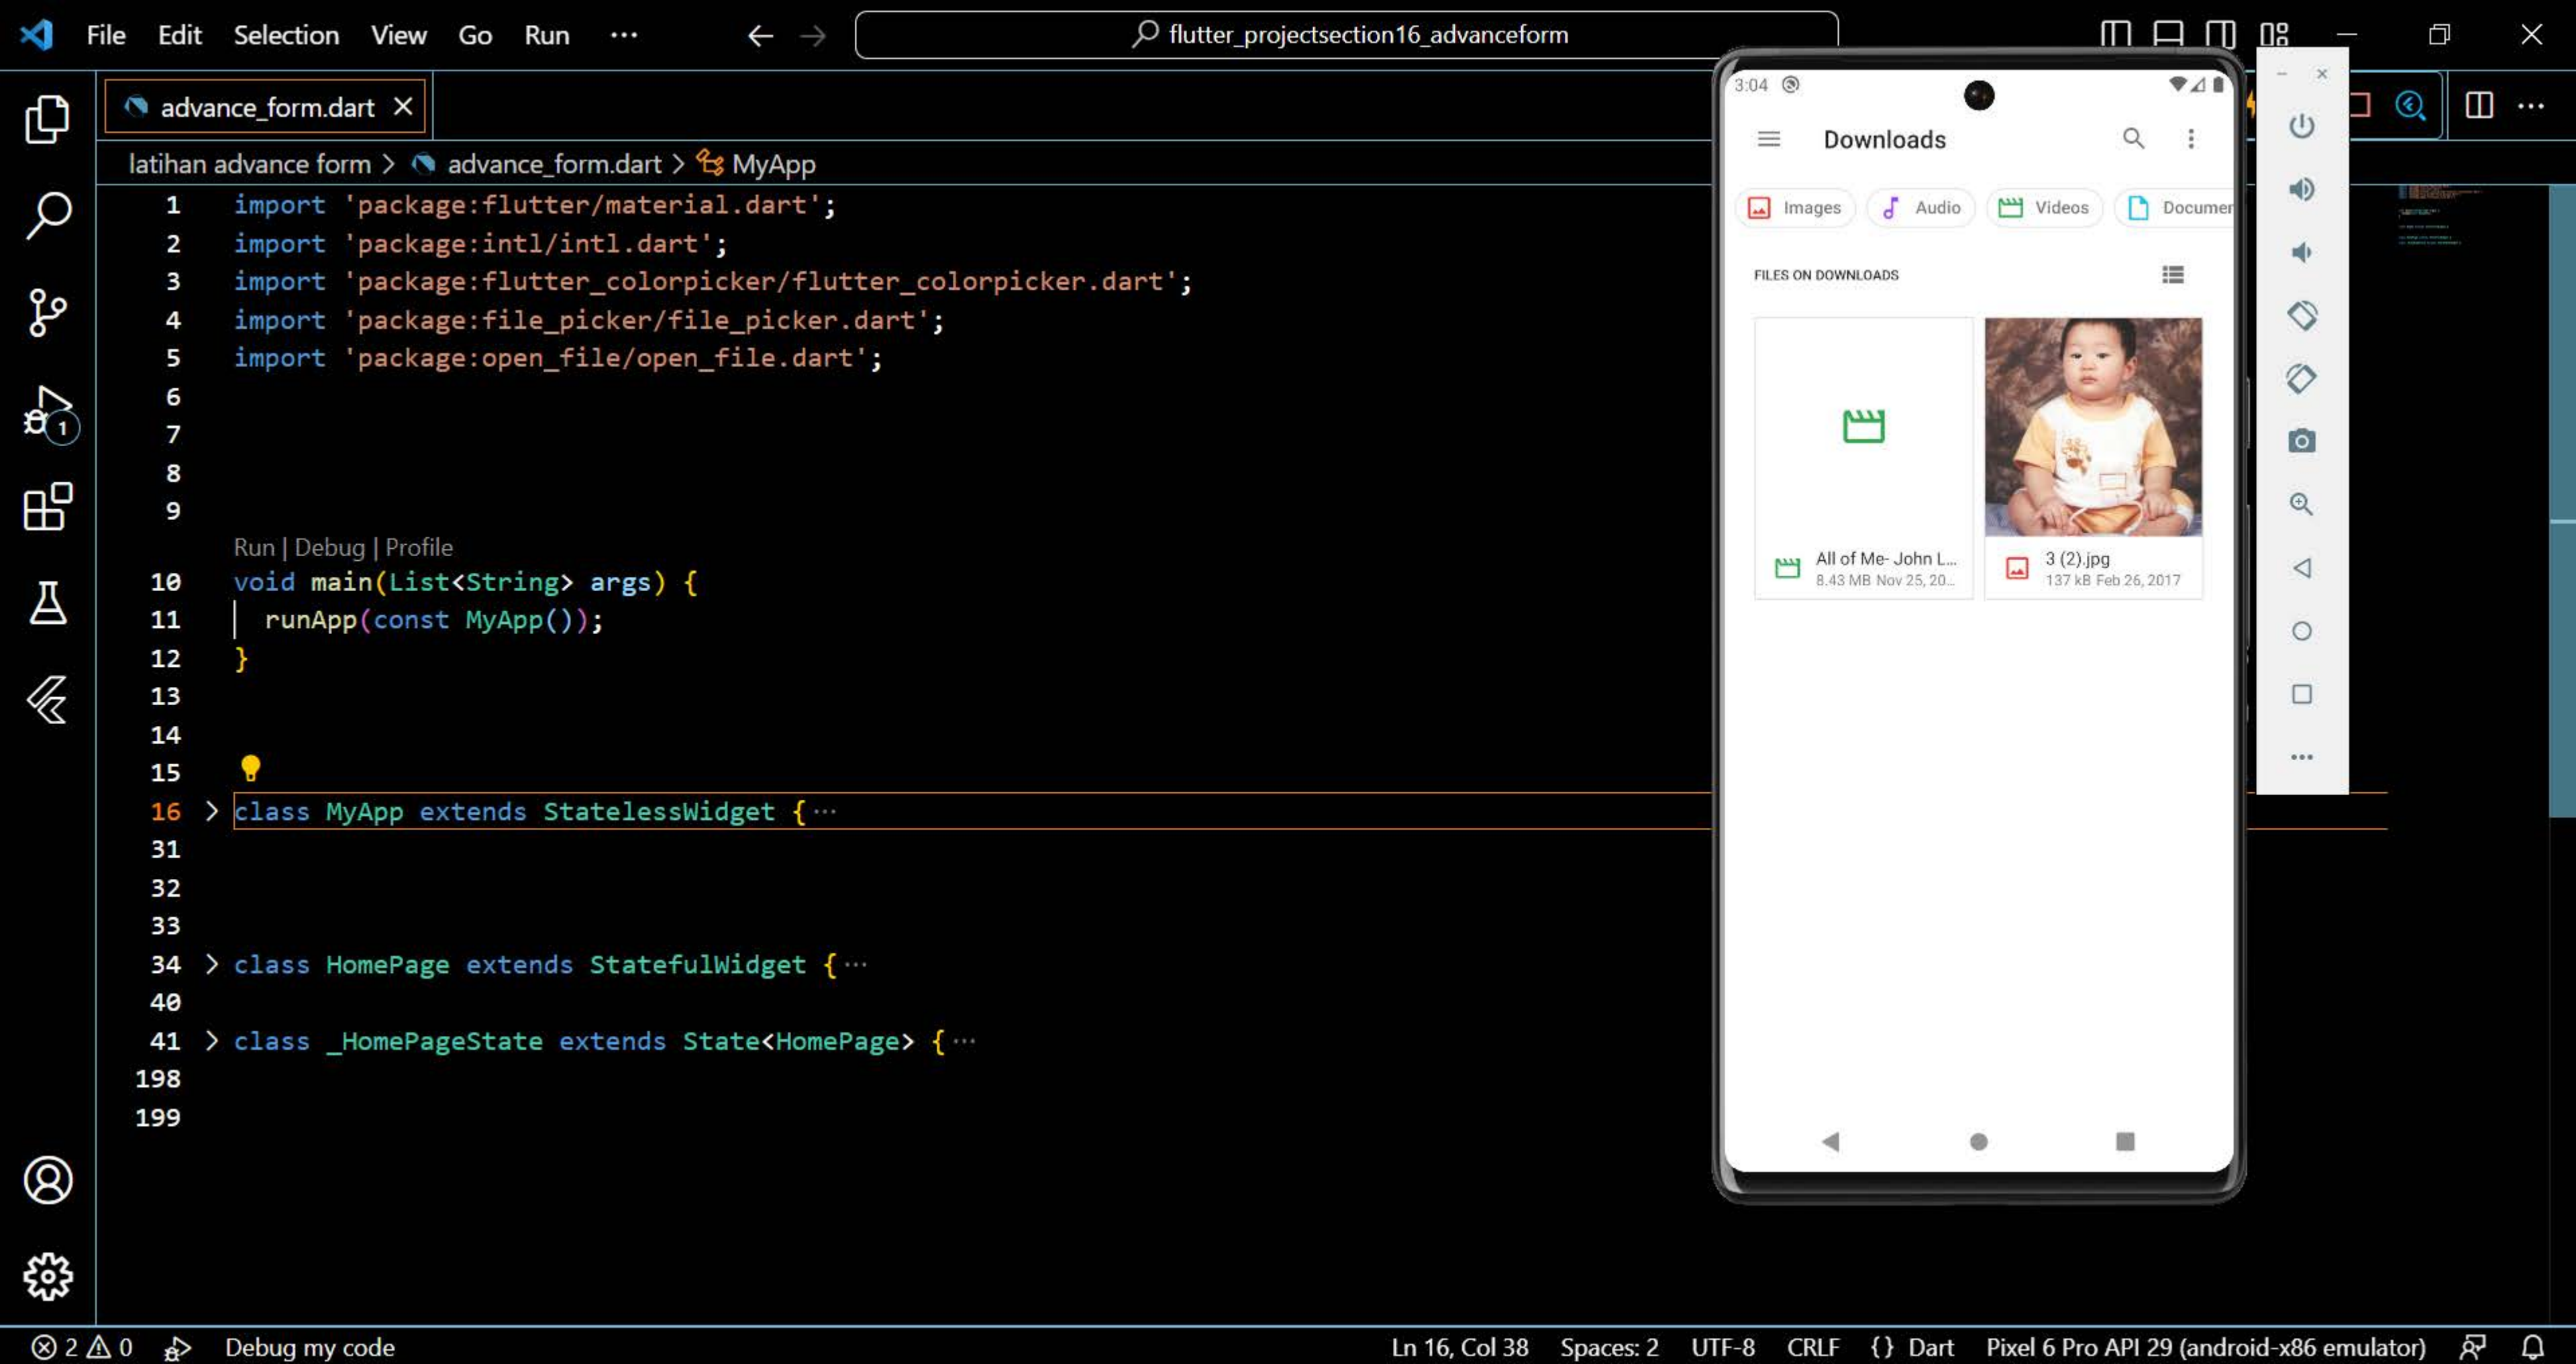 File Edit Selection View Go Run ···
flutter_projectsection16_advanceform
advance_form.dart
latihan advance form > advance_form.dart > MyApp
1 import 'package:flutter/material.dart';
2 import 'package:intl/intl.dart';
3 import 'package:flutter_colorpicker/flutter_colorpicker.dart';
4 import 'package:file_picker/file_picker.dart';
5 import 'package:open_file/open_file.dart';
6
7
8
9
Run | Debug | Profile
10 void main(List<String> args) {
11 runApp(const MyApp());
12 }
13
14
15
16 > class MyApp extends StatelessWidget { ···
31
32
33
34 > class HomePage extends StatefulWidget { ···
40
41 > class _HomePageState extends State<HomePage> { ···
198
199
1
3:04
Downloads
Images Audio Videos Documen
FILES ON DOWNLOADS
All of Me- John L...
8.43 MB Nov 25, 20...
3 (2).jpg
137 kB Feb 26, 2017
2 0 Debug my code
Ln 16, Col 38 Spaces: 2 UTF-8 CRLF {} Dart Pixel 6 Pro API 29 (android-x86 emulator)